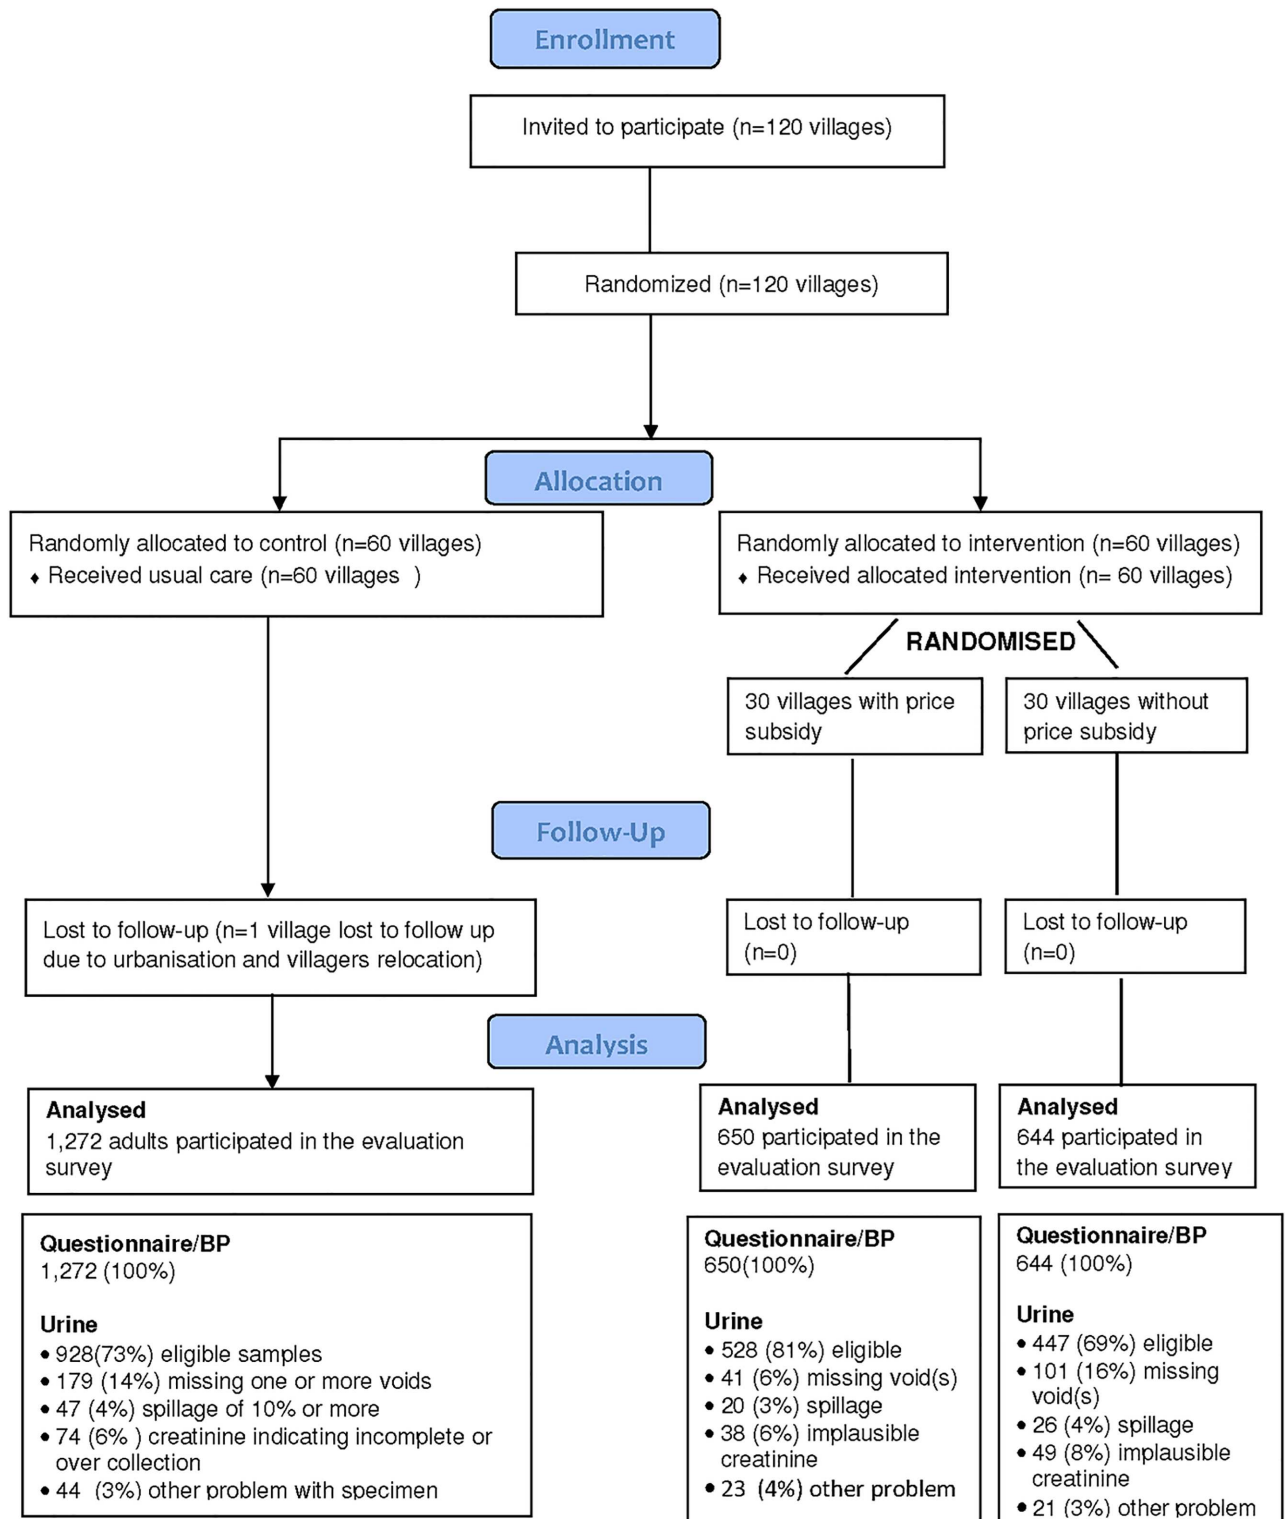 Enrollment
Invited to participate (n=120 villages)
Randomized (n=120 villages)
Allocation
Randomly allocated to control (n=60 villages)
♦ Received usual care (n=60 villages )
Randomly allocated to intervention (n=60 villages)
♦ Received allocated intervention (n= 60 villages)
RANDOMISED
30 villages with price
subsidy
30 villages without
price subsidy
Follow-Up
Lost to follow-up (n=1 village lost to follow up
due to urbanisation and villagers relocation)
Lost to follow-up
(n=0)
Lost to follow-up
(n=0)
Analysis
Analysed
1,272 adults participated in the evaluation
survey
Analysed
650 participated in the
evaluation survey
Analysed
644 participated in
the evaluation survey
Questionnaire/BP
1,272 (100%)
Urine
• 928(73%) eligible samples
• 179 (14%) missing one or more voids
• 47 (4%) spillage of 10% or more
• 74 (6% ) creatinine indicating incomplete or
over collection
• 44 (3%) other problem with specimen
Questionnaire/BP
650(100%)
Urine
• 528 (81%) eligible
• 41 (6%) missing void(s)
• 20 (3%) spillage
• 38 (6%) implausible
creatinine
• 23 (4%) other problem
Questionnaire/BP
644 (100%)
Urine
• 447 (69%) eligible
• 101 (16%) missing
void(s)
• 26 (4%) spillage
• 49 (8%) implausible
creatinine
• 21 (3%) other problem